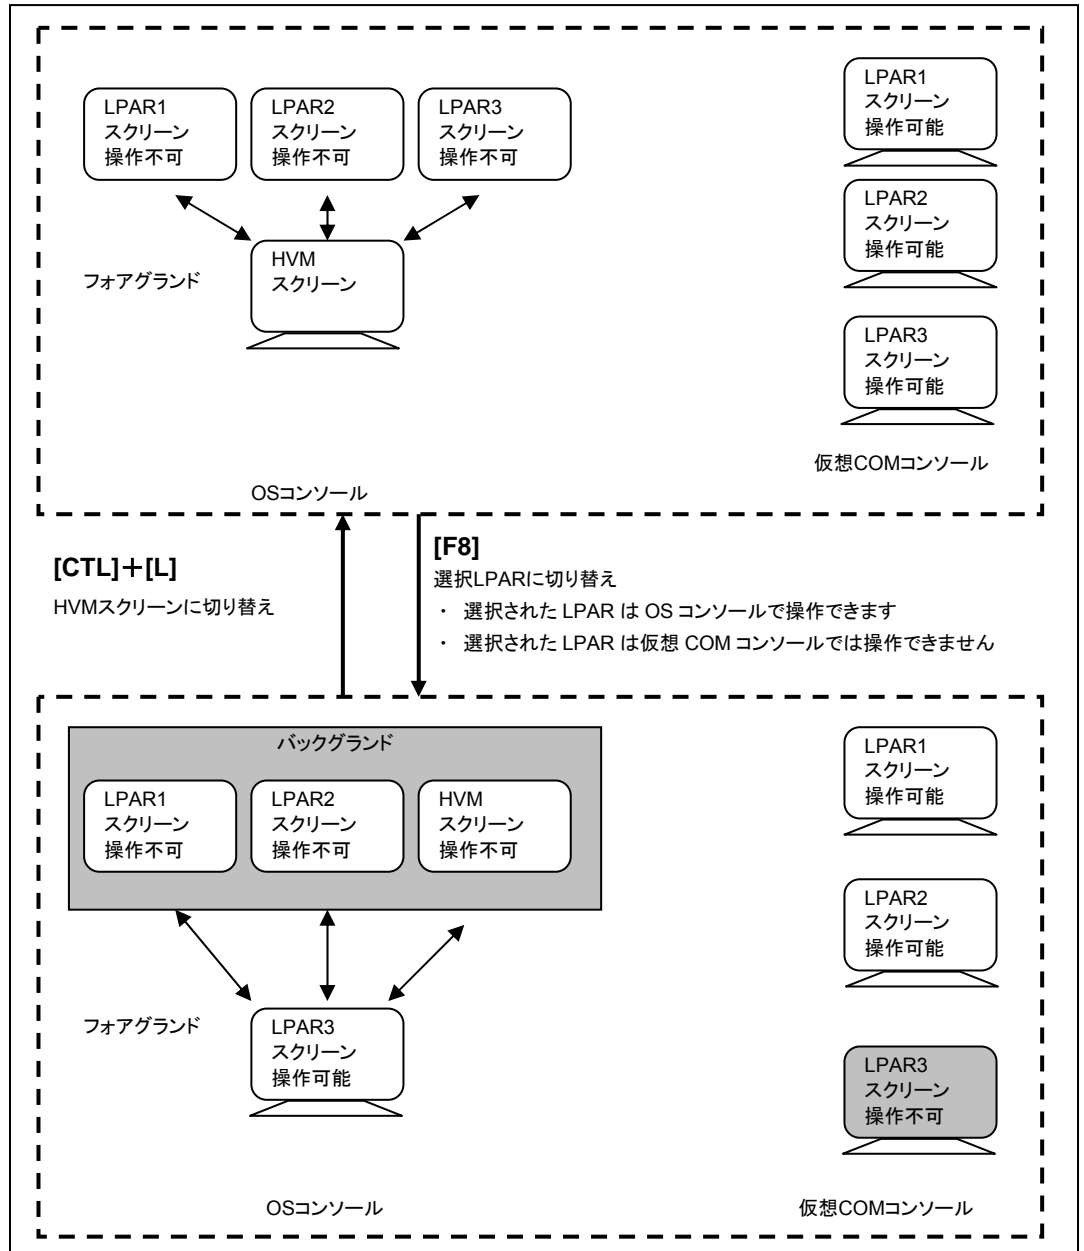 LPAR1
スクリーン
操作不可
LPAR2
スクリーン
操作不可
LPAR3
スクリーン
操作不可
フォアグランド
HVM
スクリーン
LPAR1
スクリーン
操作可能
LPAR2
スクリーン
操作可能
LPAR3
スクリーン
操作可能
仮想COMコンソール
OSコンソール
[CTL]＋[L]
HVMスクリーンに切り替え
[F8]
選択LPARに切り替え
・ 選択された LPAR は OS コンソールで操作できます
・ 選択された LPAR は仮想 COM コンソールでは操作できません
バックグランド
LPAR1
スクリーン
操作不可
LPAR2
スクリーン
操作不可
HVM
スクリーン
操作不可
フォアグランド
LPAR3
スクリーン
操作可能
LPAR1
スクリーン
操作可能
LPAR2
スクリーン
操作可能
LPAR3
スクリーン
操作不可
OSコンソール
仮想COMコンソール